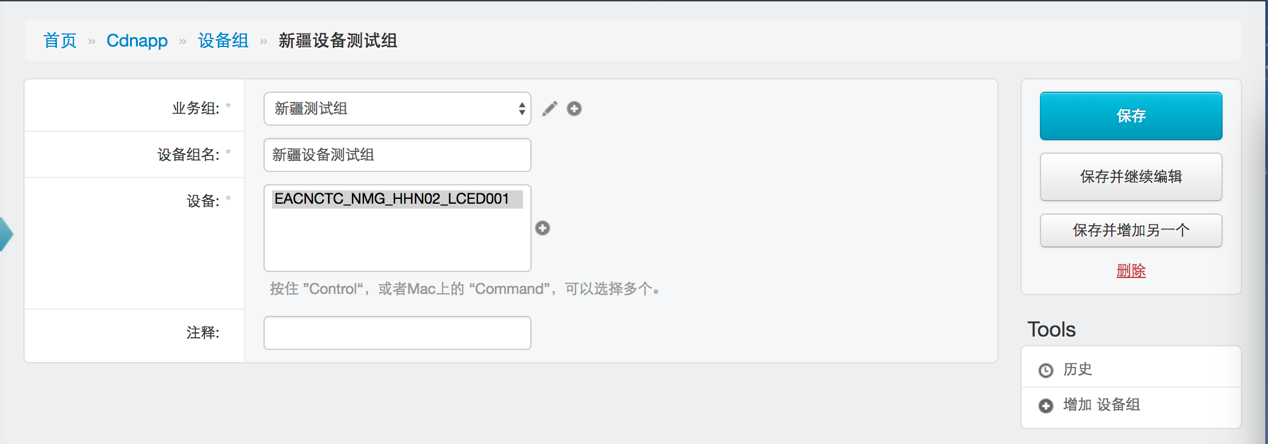 首页 » Cdnapp » 设备组 » 新疆设备测试组
业务组: *
新疆测试组
设备组名: *
新疆设备测试组
设备: *
EACNCTC_NMG_HHN02_LCED001
按住 ”Control“，或者Mac上的 “Command”，可以选择多个。
注释:
保存
保存并继续编辑
保存并增加另一个
删除
Tools
历史
增加 设备组